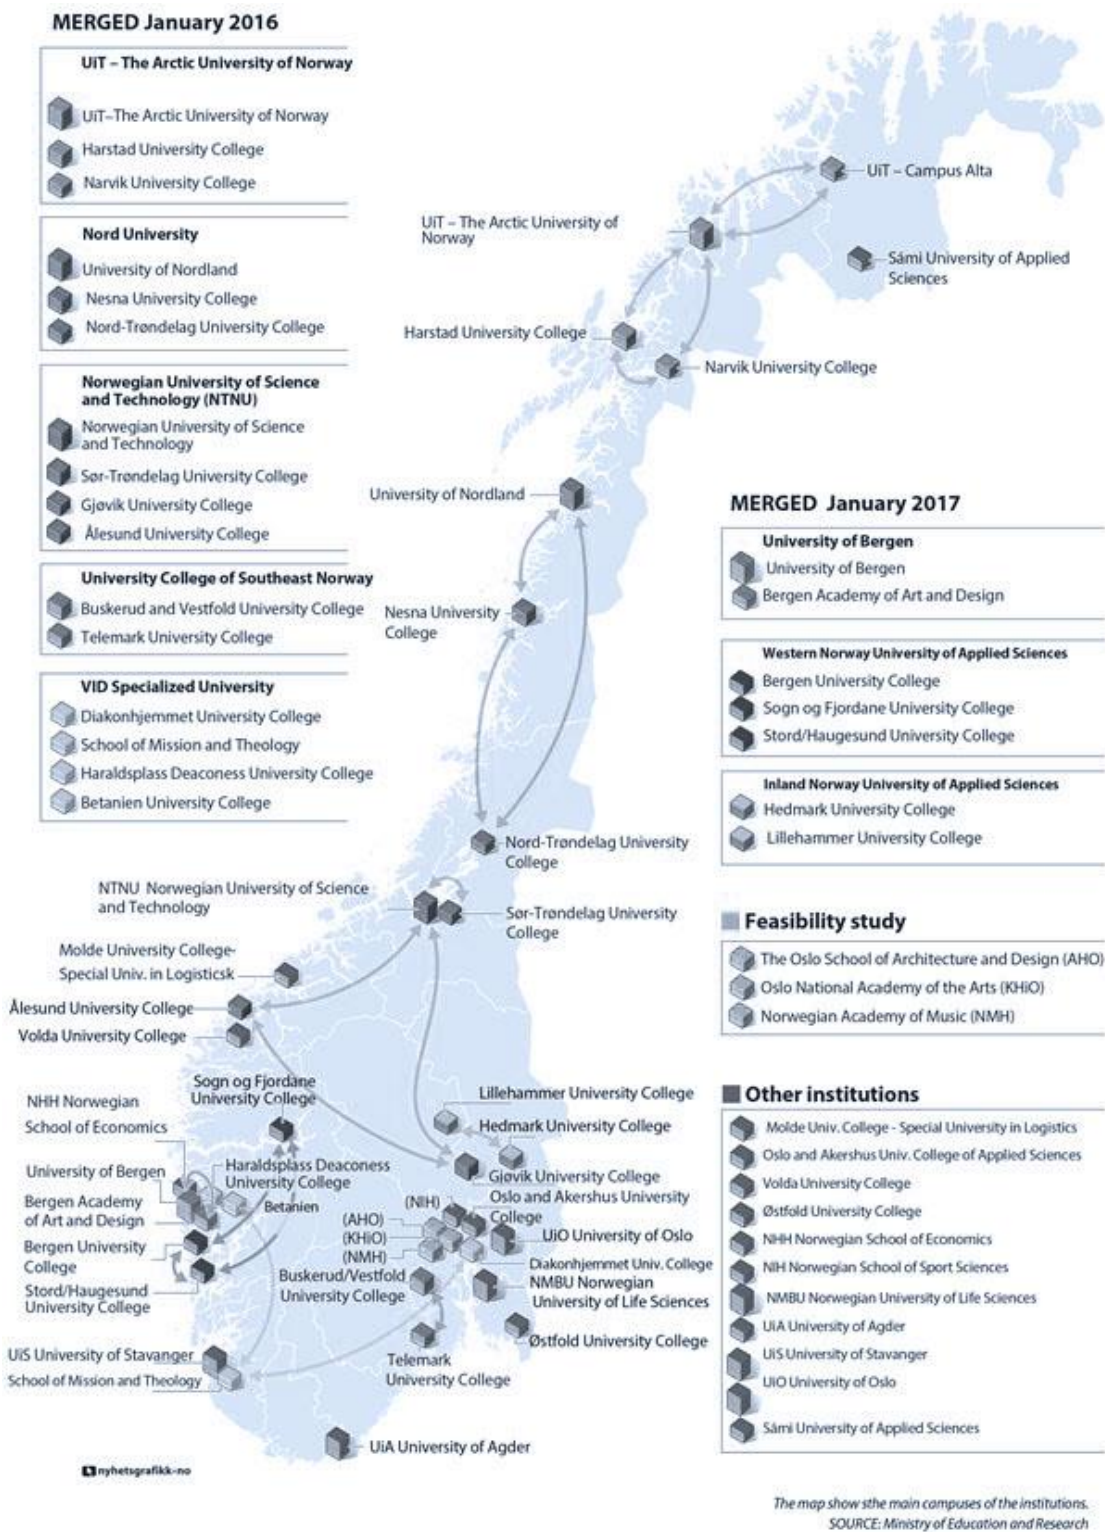 MERGED January 2016
UiT – The Arctic University of Norway
UiT–The Arctic University of Norway
Harstad University College
Narvik University College
Nord University
University of Nordland
Nesna University College
Nord-Trøndelag University College
Norwegian University of Science
and Technology (NTNU)
Norwegian University of Science
and Technology
Sør-Trøndelag University College
Gjøvik University College
Ålesund University College
University College of Southeast Norway
Buskerud and Vestfold University College
Telemark University College
VID Specialized University
Diakonhjemmet University College
School of Mission and Theology
Haraldsplass Deaconess University College
Betanien University College
UiT – Campus Alta
UiT – The Arctic University of
Norway
Sámi University of Applied
Sciences
Harstad University College
Narvik University College
University of Nordland
Nesna University
College
Nord-Trøndelag University
College
NTNU Norwegian University of Science
and Technology
Sør-Trøndelag University
College
Molde University College-
Special Univ. in Logisticsk
Ålesund University College
Volda University College
Sogn og Fjordane
University College
NHH Norwegian
School of Economics
University of Bergen
Bergen Academy
of Art and Design
Bergen University
College
Stord/Haugesund
University College
Haraldsplass Deaconess
University College
Betanien
Lillehammer University College
Hedmark University College
Gjøvik University College
Oslo and Akershus University
College
(NIH)
(AHO)
(KHiO)
(NMH)
UiO University of Oslo
Diakonhjemmet Univ. College
Buskerud/Vestfold
University College
NMBU Norwegian
University of Life Sciences
Østfold University College
Telemark
University College
UiS University of Stavanger
School of Mission and Theology
UiA University of Agder
nyhetsgrafikk-no
MERGED January 2017
University of Bergen
University of Bergen
Bergen Academy of Art and Design
Western Norway University of Applied Sciences
Bergen University College
Sogn og Fjordane University College
Stord/Haugesund University College
Inland Norway University of Applied Sciences
Hedmark University College
Lillehammer University College
Feasibility study
The Oslo School of Architecture and Design (AHO)
Oslo National Academy of the Arts (KHiO)
Norwegian Academy of Music (NMH)
Other institutions
Molde Univ. College - Special University in Logistics
Oslo and Akershus Univ. College of Applied Sciences
Volda University College
Østfold University College
NHH Norwegian School of Economics
NIH Norwegian School of Sport Sciences
NMBU Norwegian University of Life Sciences
UiA University of Agder
UiS University of Stavanger
UiO University of Oslo
Sámi University of Applied Sciences
The map show sthe main campuses of the institutions.
SOURCE: Ministry of Education and Research